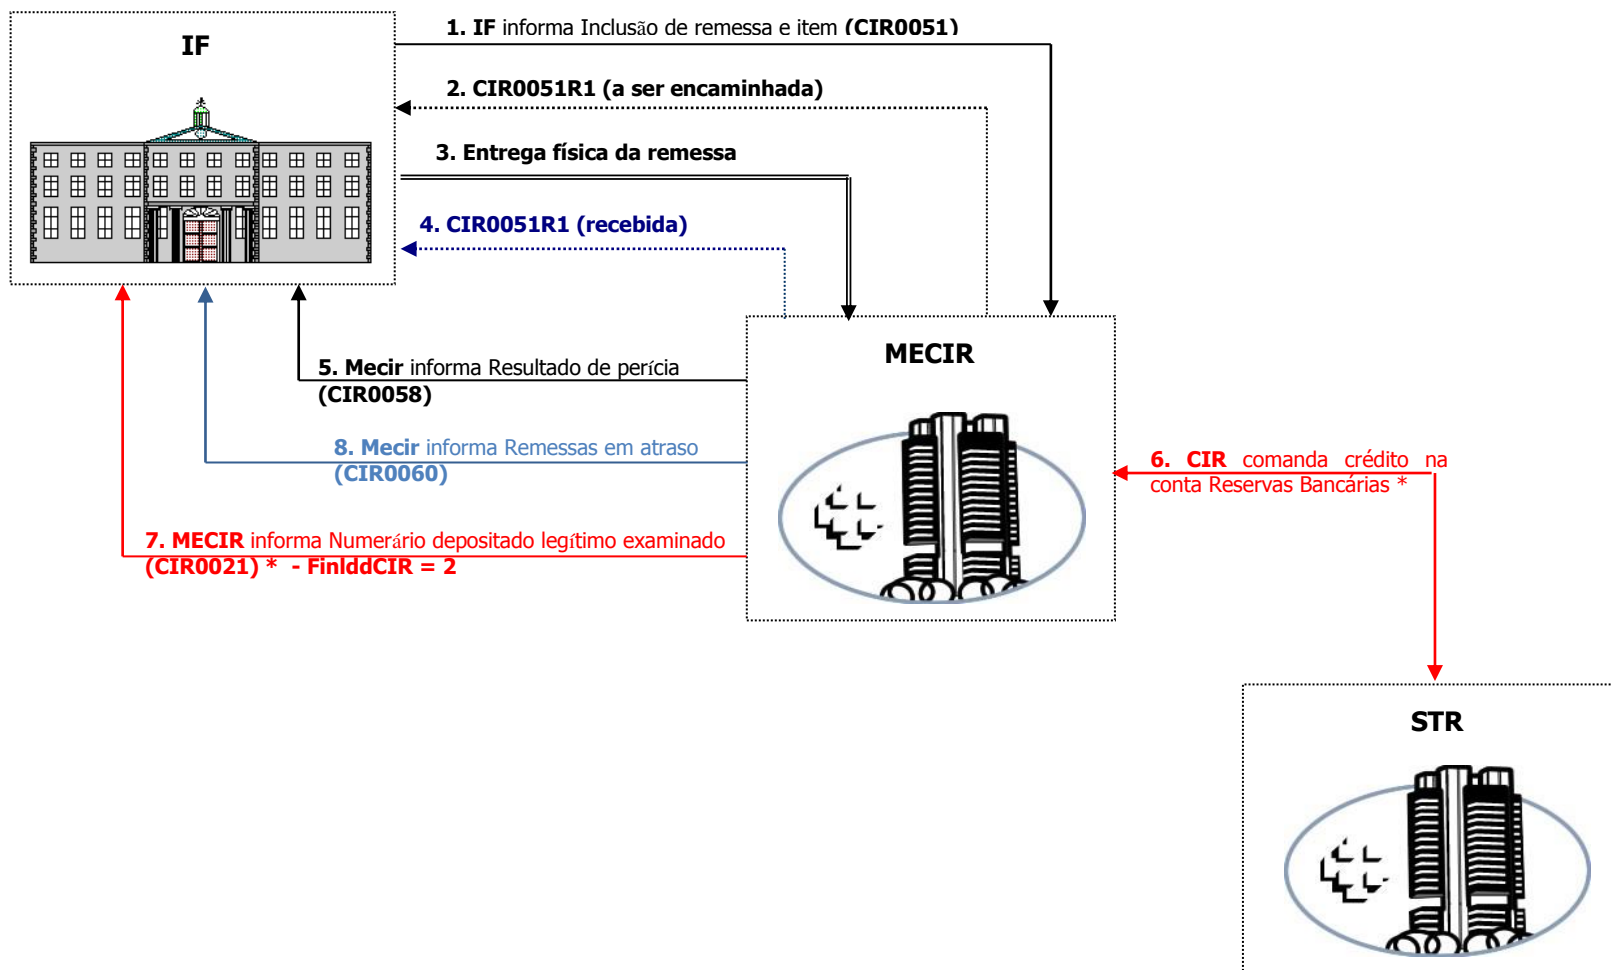 IF
1. IF informa Inclusão de remessa e item (CIR0051)
2. CIR0051R1 (a ser encaminhada)
3. Entrega física da remessa
4. CIR0051R1 (recebida)
MECIR
5. Mecir informa Resultado de perícia
(CIR0058)
8. Mecir informa Remessas em atraso
(CIR0060)
6. CIR comanda crédito na
conta Reservas Bancárias *
7. MECIR informa Numerário depositado legítimo examinado
(CIR0021) * - FinIddCIR = 2
STR